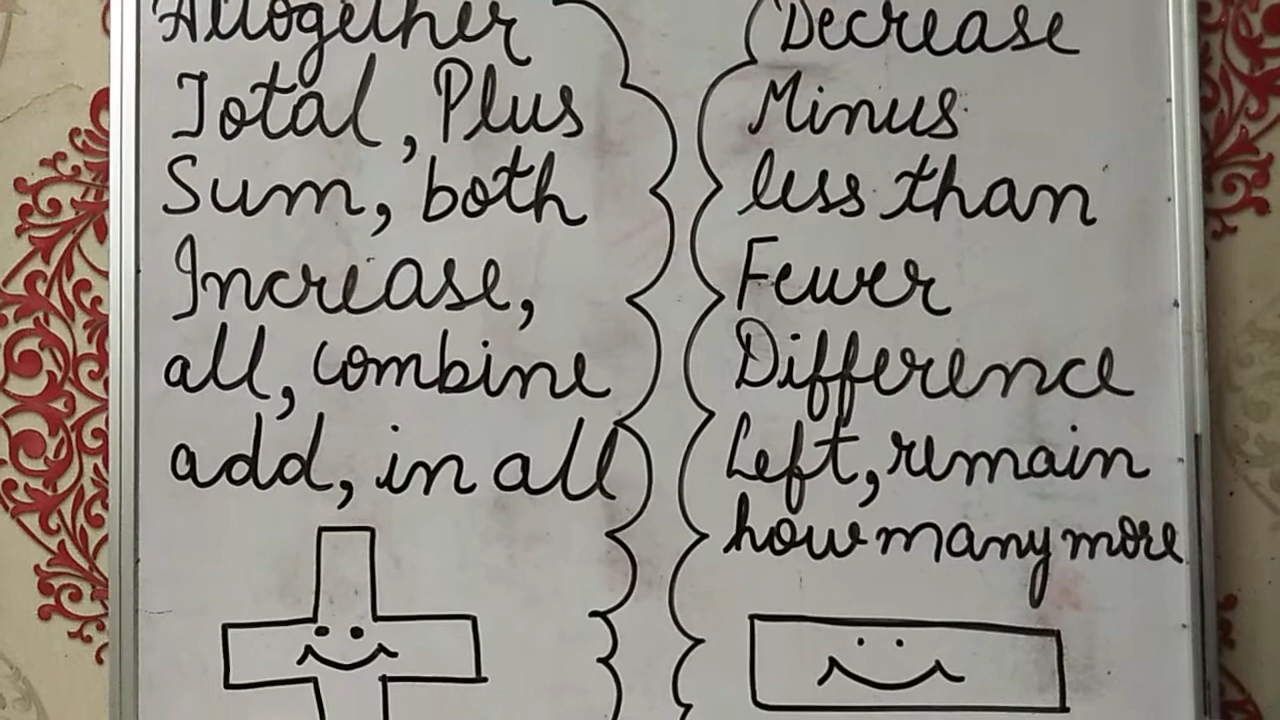 Altogether
Total, Plus
Sum, both
Increase,
all, combine
add, in all
Decrease
Minus
less than
Fewer
Difference
Left, remain
how many more